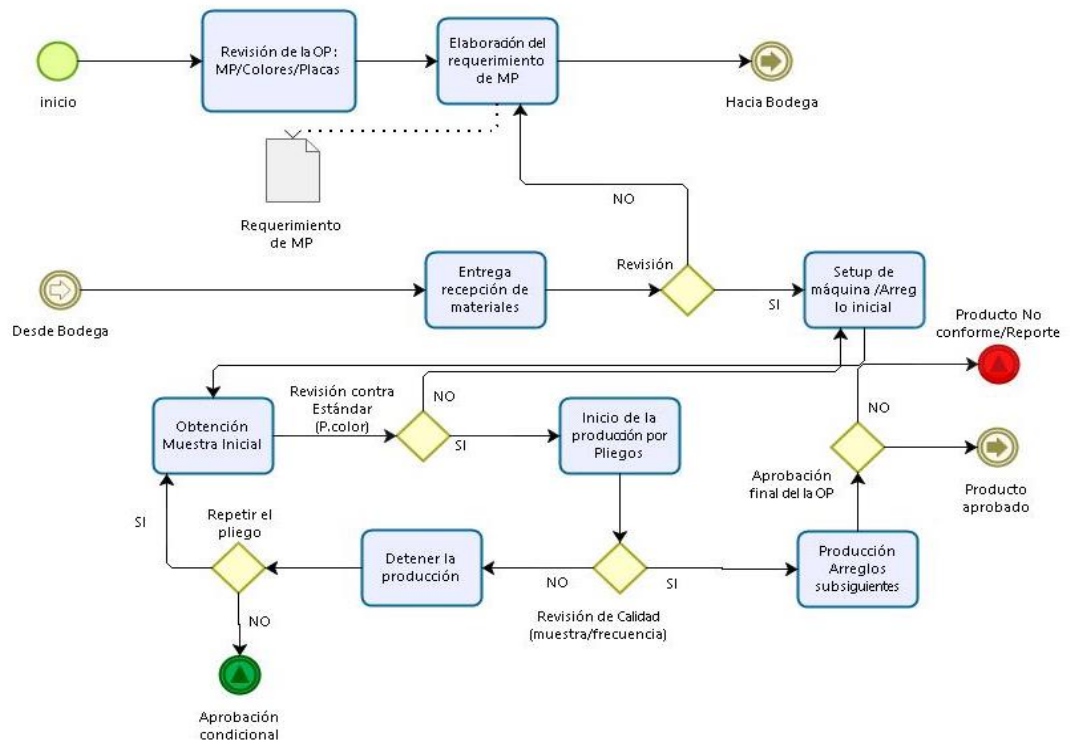 Revisión de la OP:
MP/Colores/Placas
Elaboración del
requerimiento
de MP
inicio
Hacia Bodega
NO
Requerimiento
de MP
Entrega
recepción de
materiales
Revisión
SI
Setup de
máquina /Arreg
lo inicial
Desde Bodega
Producto No
conforme/Reporte
Obtención
Muestra Inicial
Revisión contra
Estándar
(P.color)
NO
SI
Inicio de la
producción por
Pliegos
NO
Aprobación
final del la OP
Producto
aprobado
SI
Repetir el
pliego
Detener la
producción
NO
SI
Producción
Arreglos
subsiguientes
Revisión de Calidad
(muestra/frecuencia)
NO
Aprobación
condicional